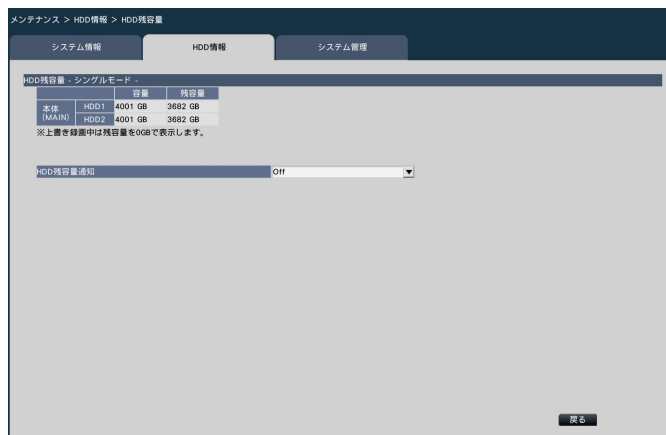 メンテナンス > HDD情報 > HDD残容量
システム情報 HDD情報 システム管理
HDD残容量 - シングルモード -
容量 残容量
本体(MAIN) HDD1 4001 GB 3682 GB
HDD2 4001 GB 3682 GB
※上書き録画中は残容量を0GBで表示します。
HDD残容量通知 Off
戻る